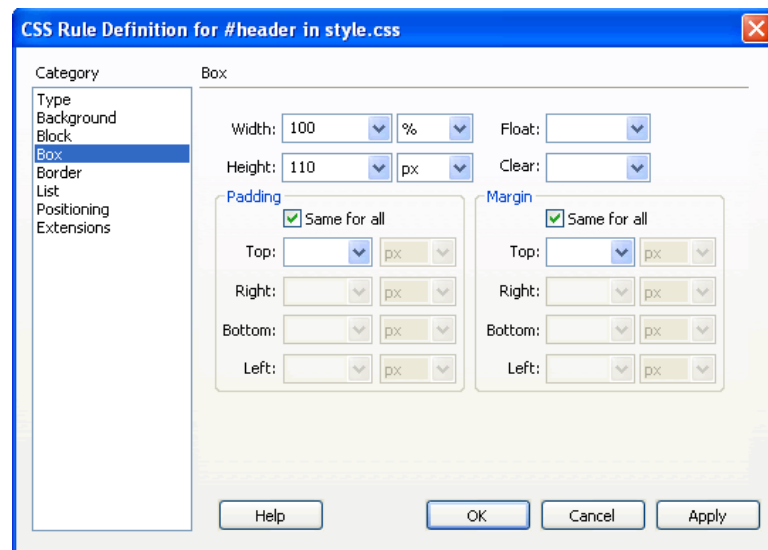 CSS Rule Definition for #header in style.css
Category
Box
Type
Background
Block
Box
Border
List
Positioning
Extensions
Width: 100 % Float:
Height: 110 px Clear:
Padding Margin
Same for all Same for all
Top: px Top: px
Right: px Right: px
Bottom: px Bottom: px
Left: px Left: px
Help OK Cancel Apply